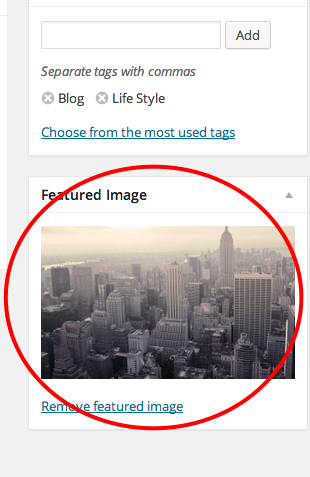 Add
Separate tags with commas
Blog Life Style
Choose from the most used tags
Featured Image
Remove featured image